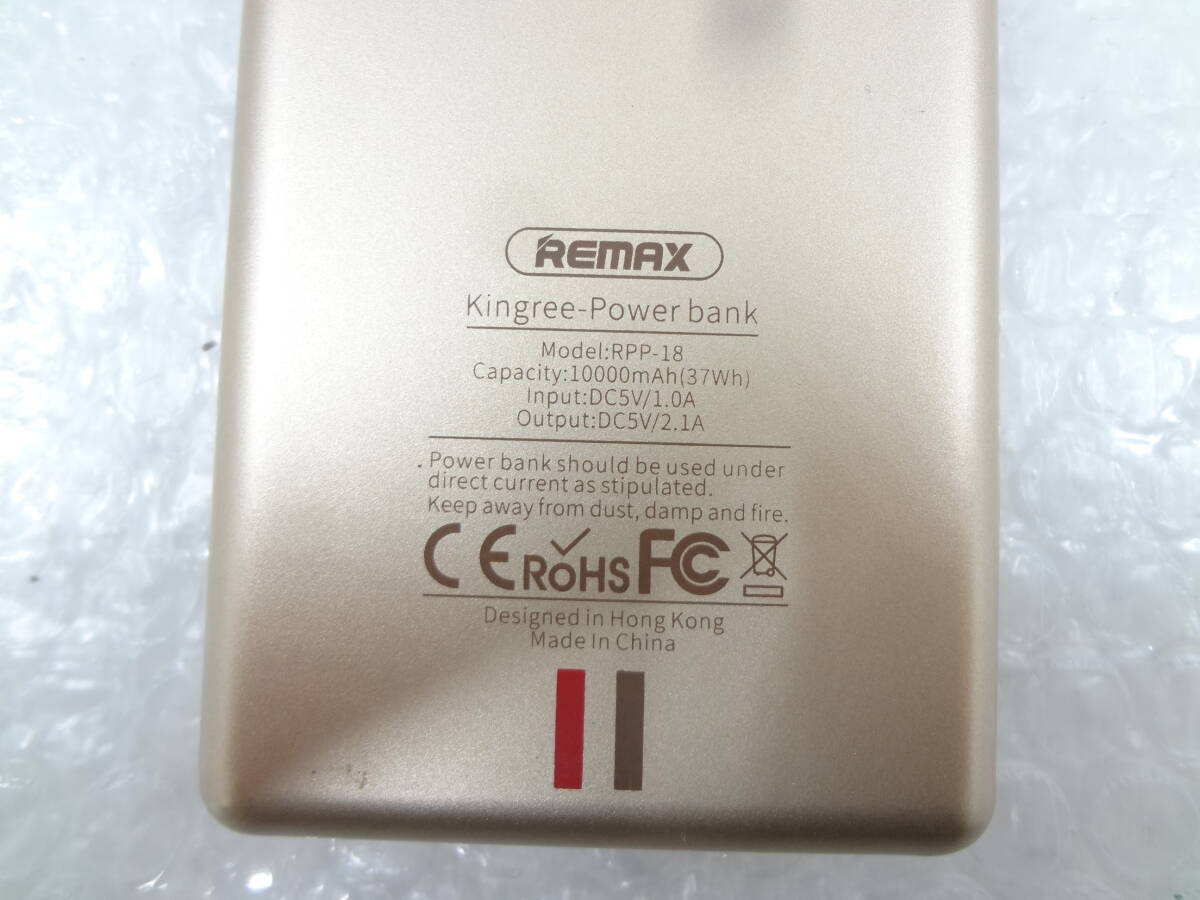 REMAX
Kingree-Power bank
Model:RPP-18
Capacity:10000mAh(37Wh)
Input:DC5V/1.0A
Output:DC5V/2.1A
Power bank should be used under
direct current as stipulated.
Keep away from dust, damp and fire.
CE ROHS FC
Designed in Hong Kong
Made In China